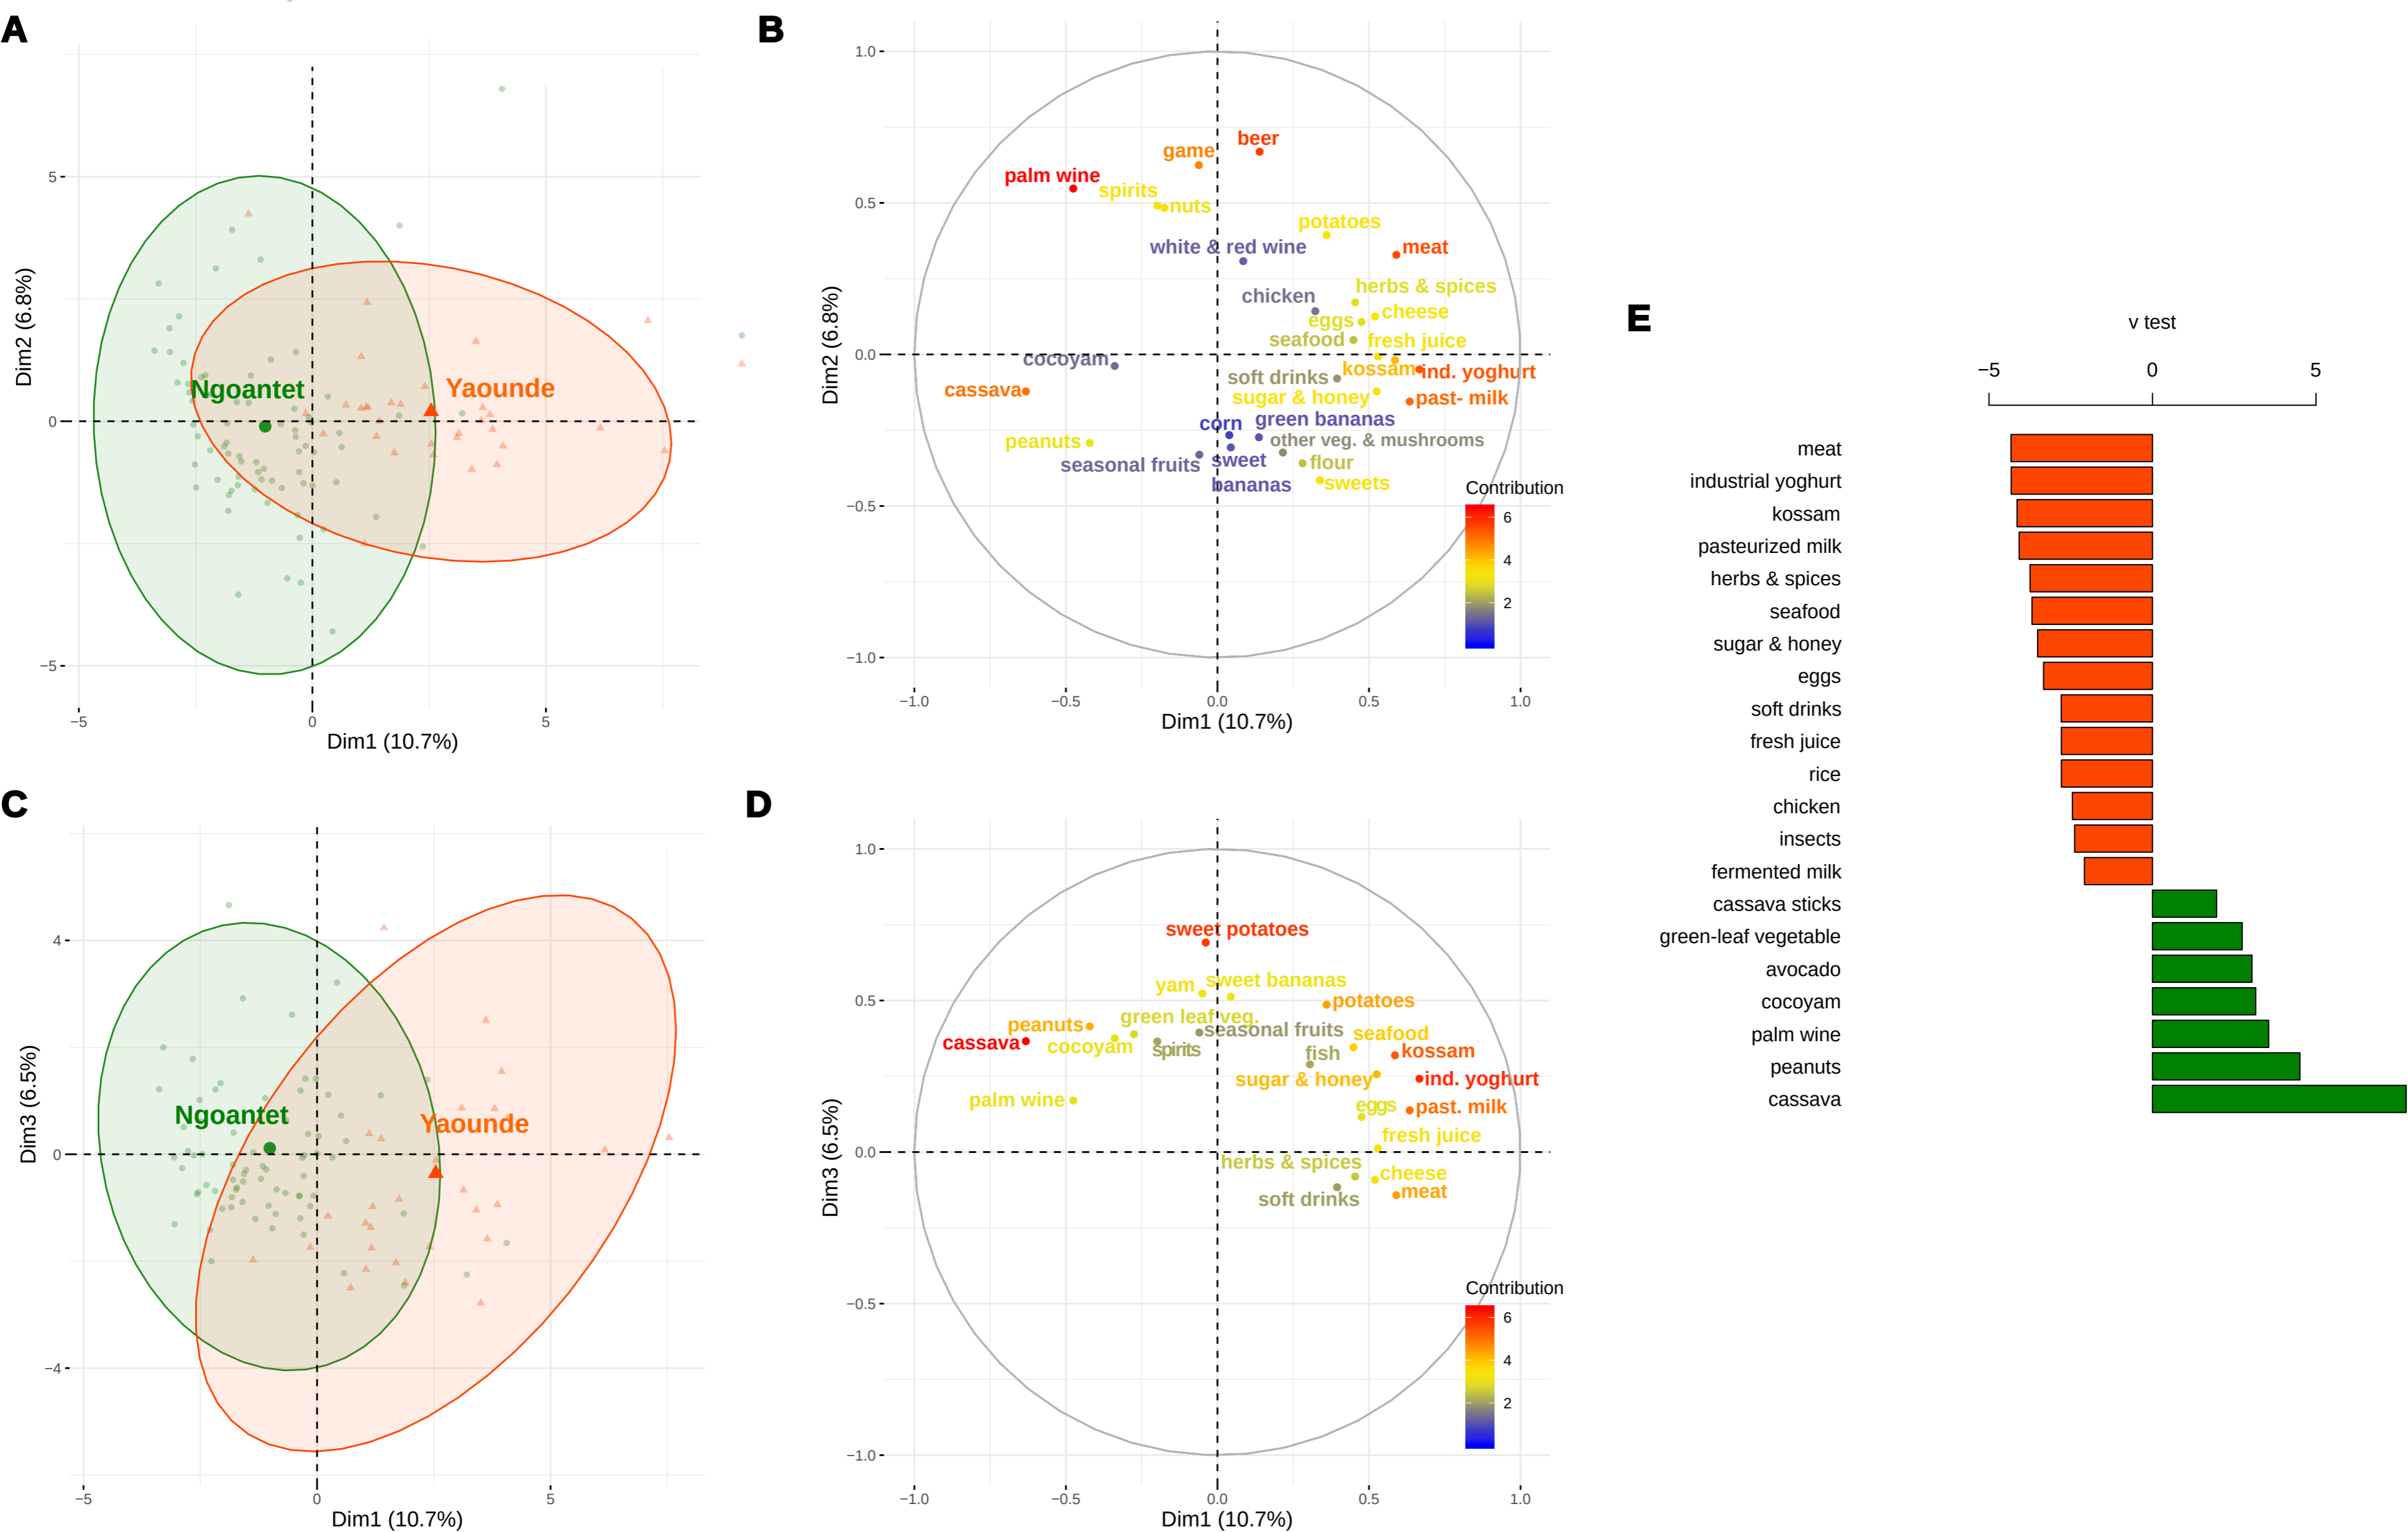 A
Dim2 (6.8%)
5
0
−5
Ngoantet
Yaounde
−5
0
5
Dim1 (10.7%)
B
Dim2 (6.8%)
1.0
0.5
0.0
−0.5
−1.0
beer
game
palm wine
spirits
nuts
potatoes
white & red wine
meat
herbs & spices
chicken
cheese
eggs
seafood
fresh juice
cocoyam
kossam
ind. yoghurt
soft drinks
cassava
sugar & honey
past- milk
corn
green bananas
peanuts
other veg. & mushrooms
seasonal fruits
sweet
bananas
flour
sweets
Contribution
6
4
2
−1.0
−0.5
0.0
0.5
1.0
Dim1 (10.7%)
C
Dim3 (6.5%)
4
0
−4
Ngoantet
Yaounde
−5
0
5
Dim1 (10.7%)
D
Dim3 (6.5%)
1.0
0.5
0.0
−0.5
−1.0
sweet potatoes
yam
sweet bananas
potatoes
green leaf veg.
peanuts
seasonal fruits
seafood
cassava
cocoyam
spirits
fish
kossam
sugar & honey
ind. yoghurt
palm wine
eggs
past. milk
fresh juice
herbs & spices
cheese
soft drinks
meat
Contribution
6
4
2
−1.0
−0.5
0.0
0.5
1.0
Dim1 (10.7%)
E
v test
−5
0
5
meat
industrial yoghurt
kossam
pasteurized milk
herbs & spices
seafood
sugar & honey
eggs
soft drinks
fresh juice
rice
chicken
insects
fermented milk
cassava sticks
green-leaf vegetable
avocado
cocoyam
palm wine
peanuts
cassava